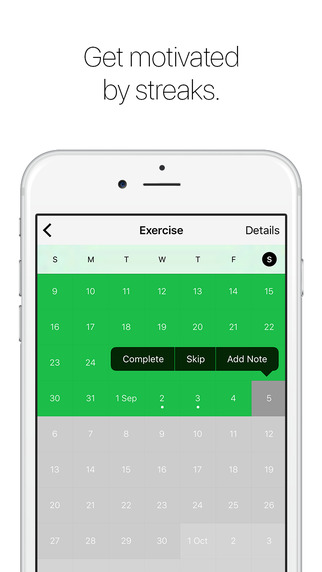 Get motivated
by streaks.
Exercise Details
S M T W T F S
9 10 11 12 13 14 15
16 17 18 19 20 21 22
23 24
Complete Skip Add Note
30 31 1 Sep 2 3 4 5
6 7 8 9 10 11 12
13 14 15 16 17 18 19
20 21 22 23 24 25 26
27 28 29 30 1 Oct 2 3